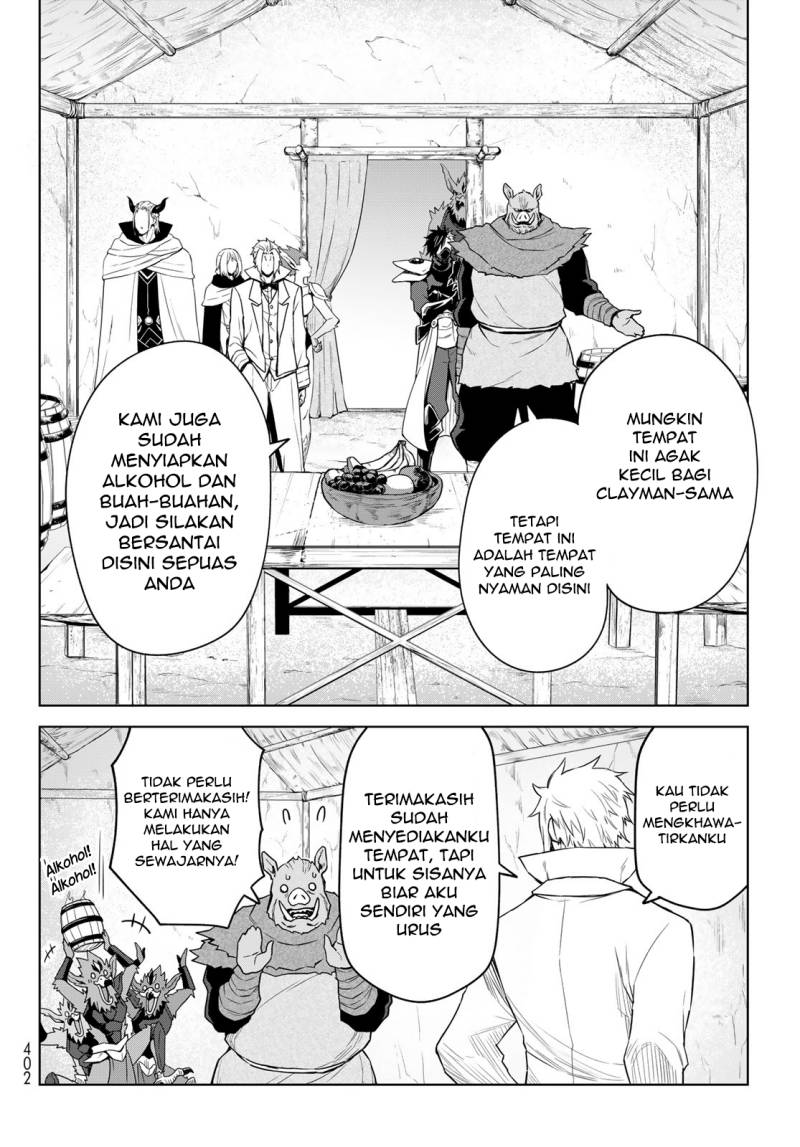 MUNGKIN
TEMPAT
INI AGAK
KECIL BAGI
CLAYMAN-SAMA
TETAPI
TEMPAT INI
ADALAH TEMPAT
YANG PALING
NYAMAN DISINI
KAMI JUGA
SUDAH
MENYIAPKAN
ALKOHOL DAN
BUAH-BUAHAN,
JADI SILAKAN
BERSANTAI
DISINI SEPUAS
ANDA
KAU TIDAK
PERLU
MENGKHAWA-
TIRKANKU
TERIMAKASIH
SUDAH
MENYEDIAKANKU
TEMPAT, TAPI
UNTUK SISANYA
BIAR AKU
SENDIRI YANG
URUS
TIDAK PERLU
BERTERIMAKASIH!
KAMI HANYA
MELAKUKAN
HAL YANG
SEWAJARNYA!
Alkohol!
Alkohol!
402